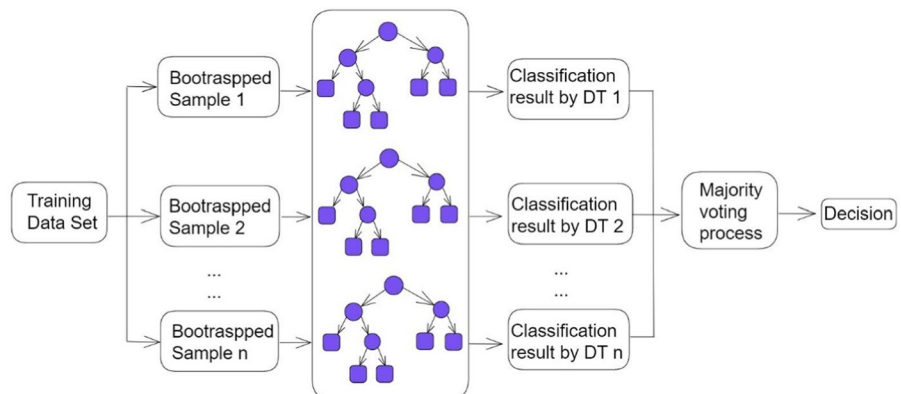 Training
Data Set
Bootraspped
Sample 1
Bootraspped
Sample 2
...
...
Bootraspped
Sample n
Classification
result by DT 1
Classification
result by DT 2
...
...
Classification
result by DT n
Majority
voting
process
Decision